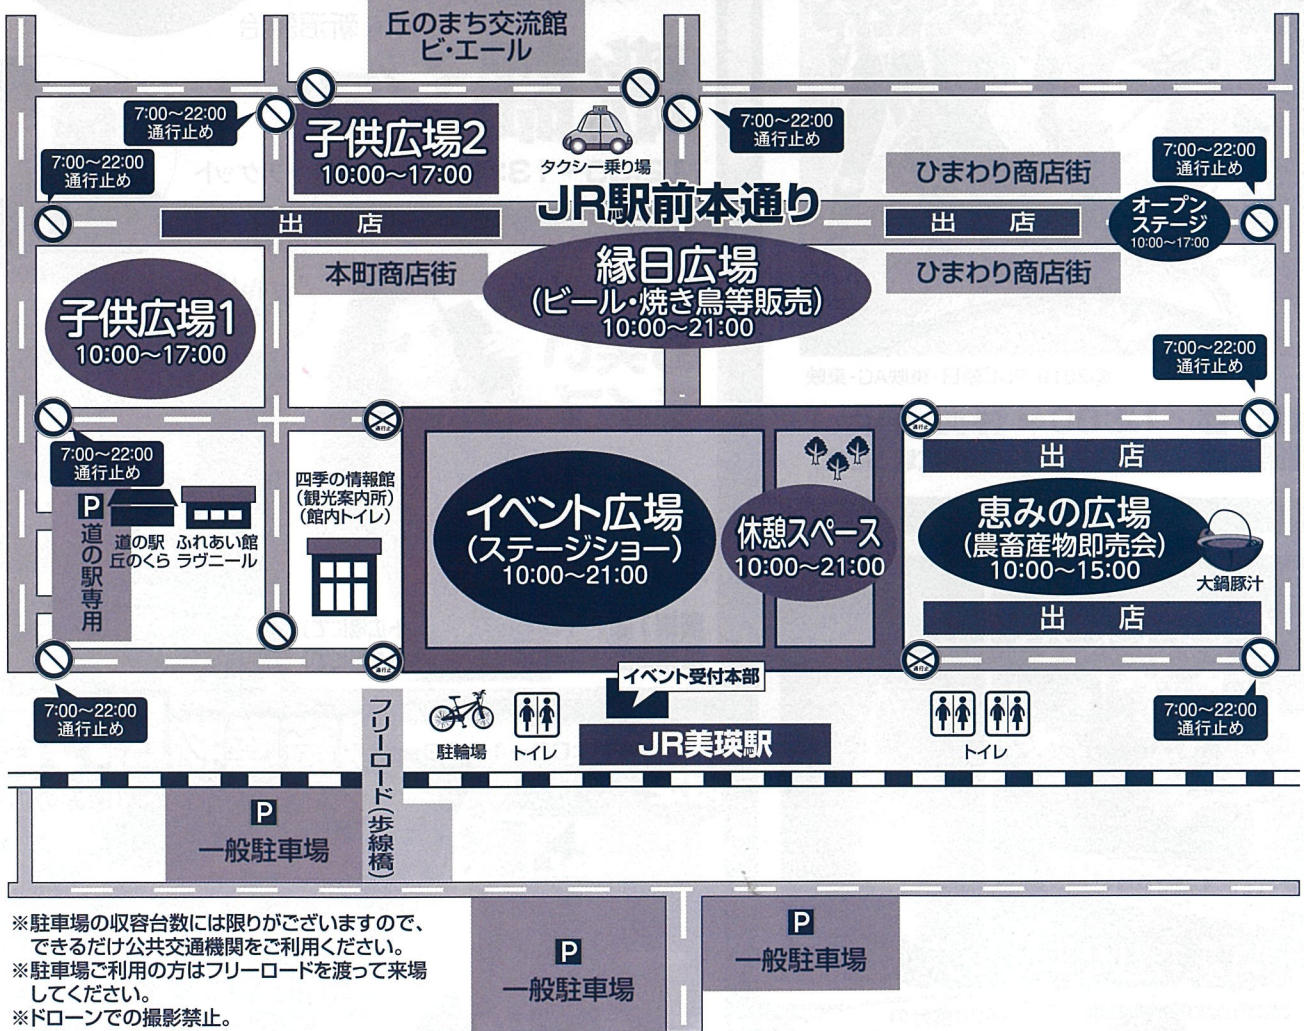 丘のまち交流館
ビ・エール
7:00～22:00
通行止め
子供広場2
10:00～17:00
タクシー乗り場
7:00～22:00
通行止め
7:00～22:00
通行止め
ひまわり商店街
7:00～22:00
通行止め
JR駅前本通り
出　店
出　店
オープン
ステージ
10:00～17:00
本町商店街
縁日広場
(ビール・焼き鳥等販売)
10:00～21:00
ひまわり商店街
子供広場1
10:00～17:00
7:00～22:00
通行止め
7:00～22:00
通行止め
通行止
通行止
出　店
四季の情報館
(観光案内所)
(館内トイレ)
P
道の駅専用
道の駅
丘のくら
ふれあい館
ラヴニール
イベント広場
(ステージショー)
10:00～21:00
休憩スペース
10:00～21:00
恵みの広場
(農畜産物即売会)
10:00～15:00
大鍋豚汁
出　店
通行止
通行止
イベント受付本部
7:00～22:00
通行止め
フリーロード(歩線橋)
駐輪場
トイレ
JR美瑛駅
トイレ
7:00～22:00
通行止め
P
一般駐車場
P
一般駐車場
P
一般駐車場
※駐車場の収容台数には限りがございますので、
できるだけ公共交通機関をご利用ください。
※駐車場ご利用の方はフリーロードを渡って来場
してください。
※ドローンでの撮影禁止。